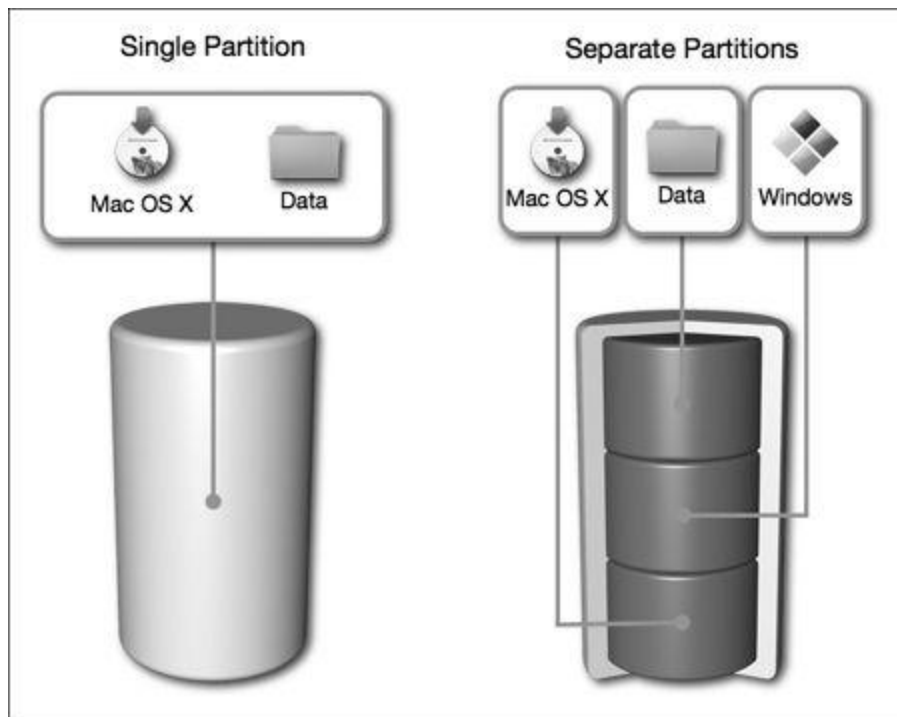 Single Partition
Mac OS X
Data
Separate Partitions
Mac OS X
Data
Windows